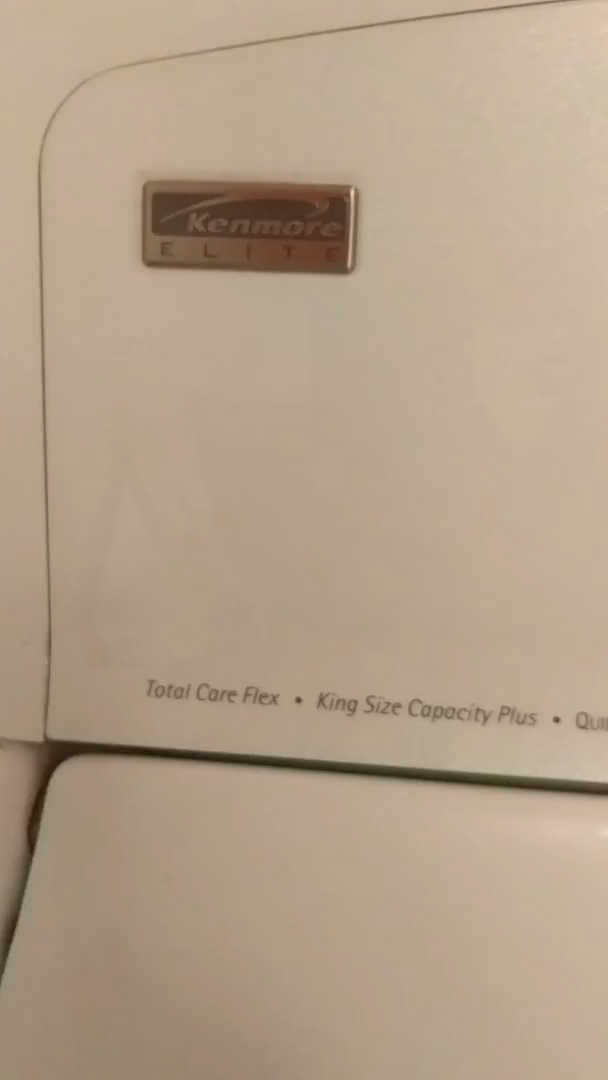 Kenmore
ELITE
Total Care Flex • King Size Capacity Plus •